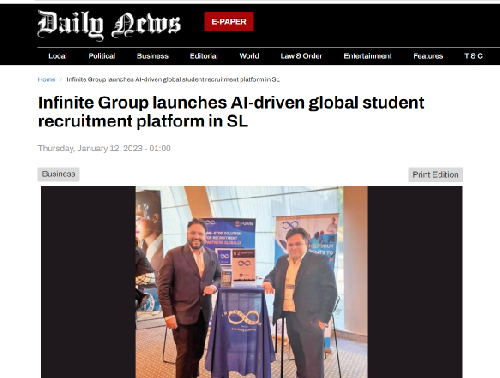 Daily News
E-PAPER
Local Political Business Editorial World Law & Order Entertainment Features T & C
Home / Infinite Group launches AI-driven global student recruitment platform in SL
Infinite Group launches AI-driven global student
recruitment platform in SL
Thursday, January 12, 2023 - 01:00
Business
Print Edition